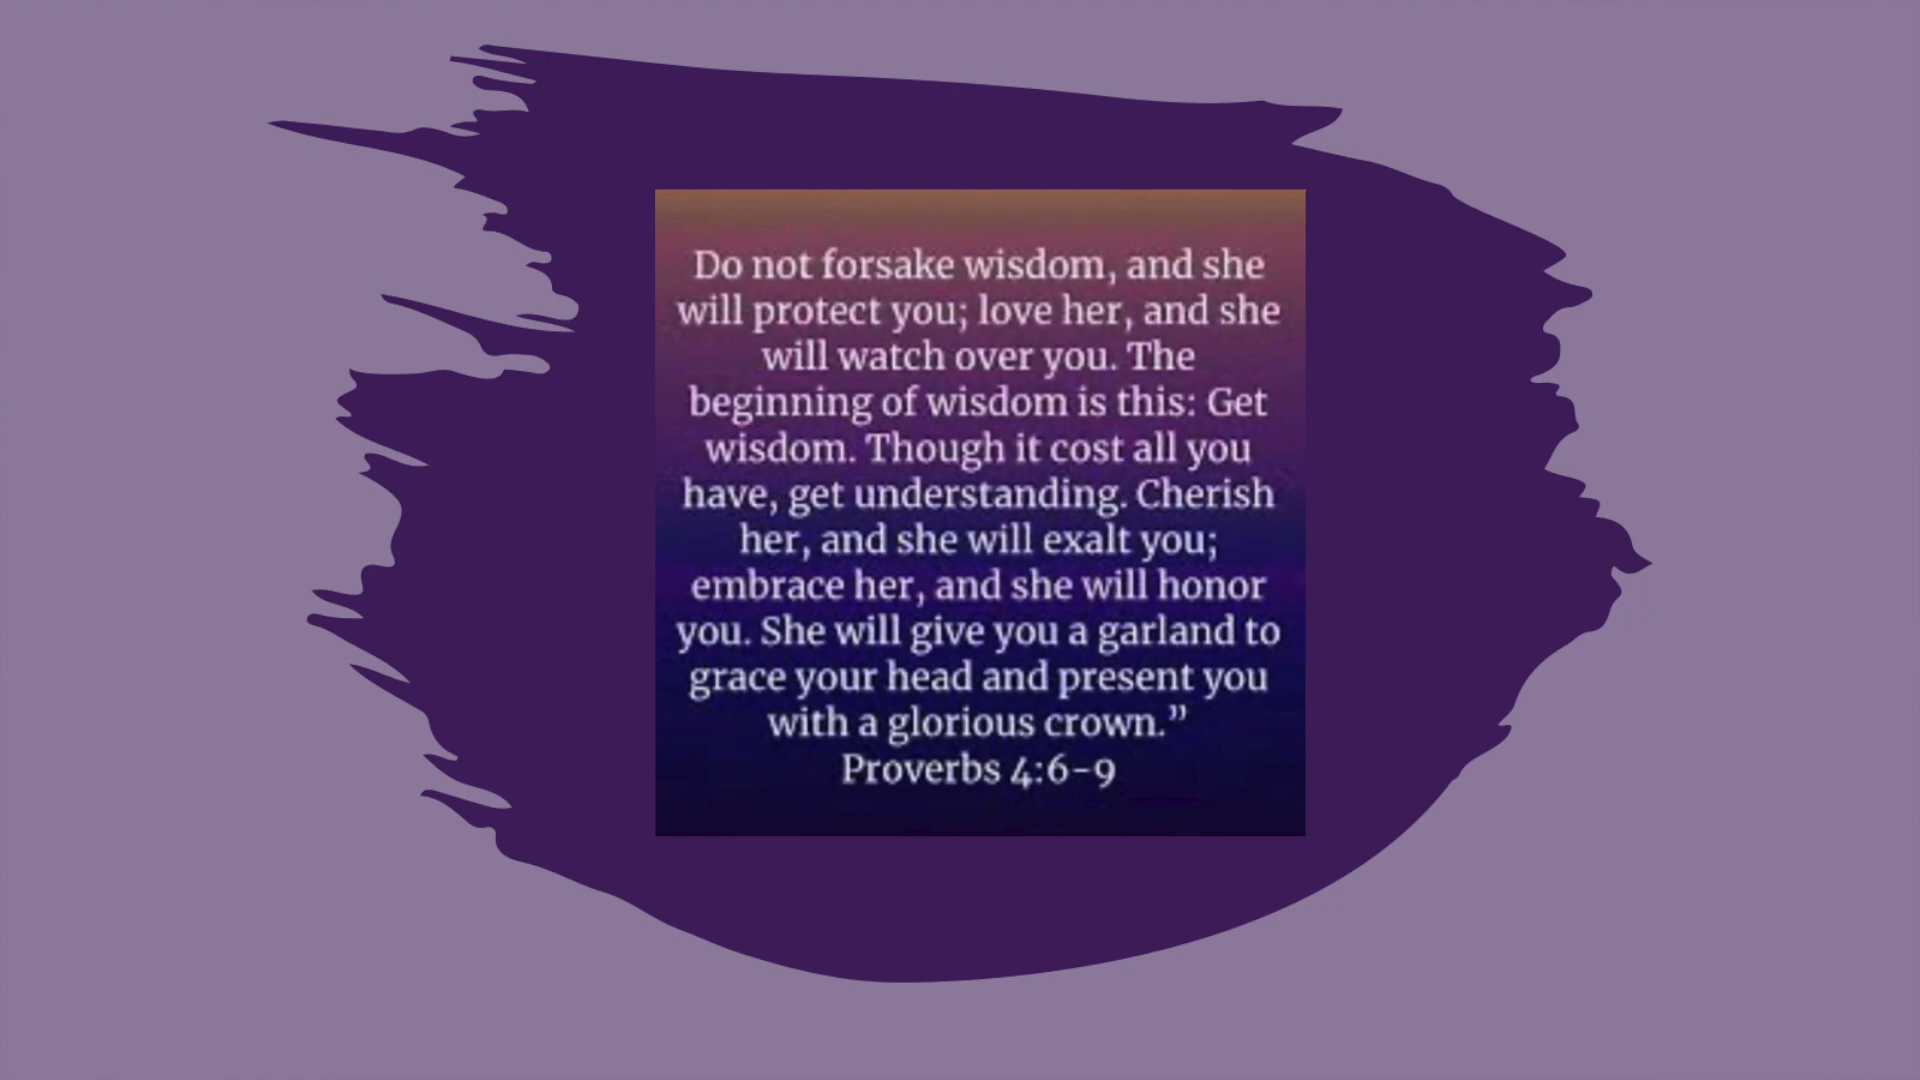 Do not forsake wisdom, and she
will protect you; love her, and she
will watch over you. The
beginning of wisdom is this: Get
wisdom. Though it cost all you
have, get understanding. Cherish
her, and she will exalt you;
embrace her, and she will honor
you. She will give you a garland to
grace your head and present you
with a glorious crown.”
Proverbs 4:6-9